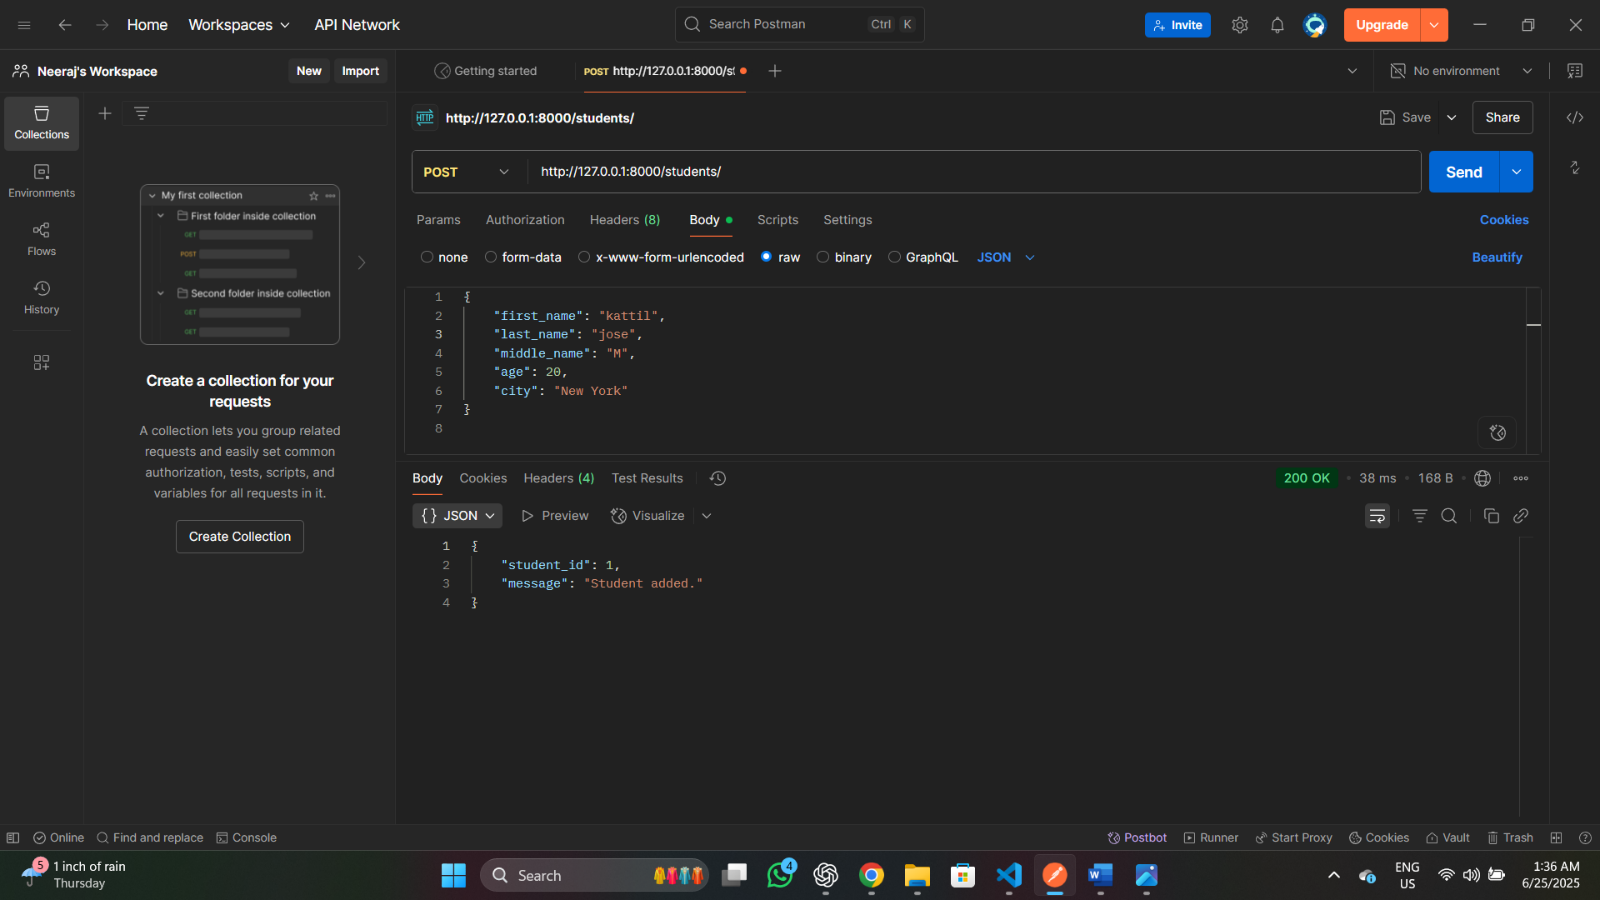 Home Workspaces API Network Search Postman Ctrl K Invite Upgrade
Neeraj's Workspace New Import Getting started POST http://127.0.0.1:8000/s No environment
Collections
Environments
Flows
History
My first collection
First folder inside collection
GET
POST
GET
Second folder inside collection
GET
GET
Create a collection for your
requests
A collection lets you group related
requests and easily set common
authorization, tests, scripts, and
variables for all requests in it.
Create Collection
HTTP http://127.0.0.1:8000/students/ Save Share
POST http://127.0.0.1:8000/students/ Send
Params Authorization Headers (8) Body Scripts Settings Cookies
none form-data x-www-form-urlencoded raw binary GraphQL JSON Beautify
1 {
2 "first_name": "kattil",
3 "last_name": "jose",
4 "middle_name": "M",
5 "age": 20,
6 "city": "New York"
7 }
8
Body Cookies Headers (4) Test Results 200 OK • 38 ms • 168 B
{} JSON Preview Visualize
1 {
2 "student_id": 1,
3 "message": "Student added."
4 }
Online Find and replace Console Postbot Runner Start Proxy Cookies Vault Trash
5 1 inch of rain
Thursday
Search
4
ENG
US
1:36 AM
6/25/2025